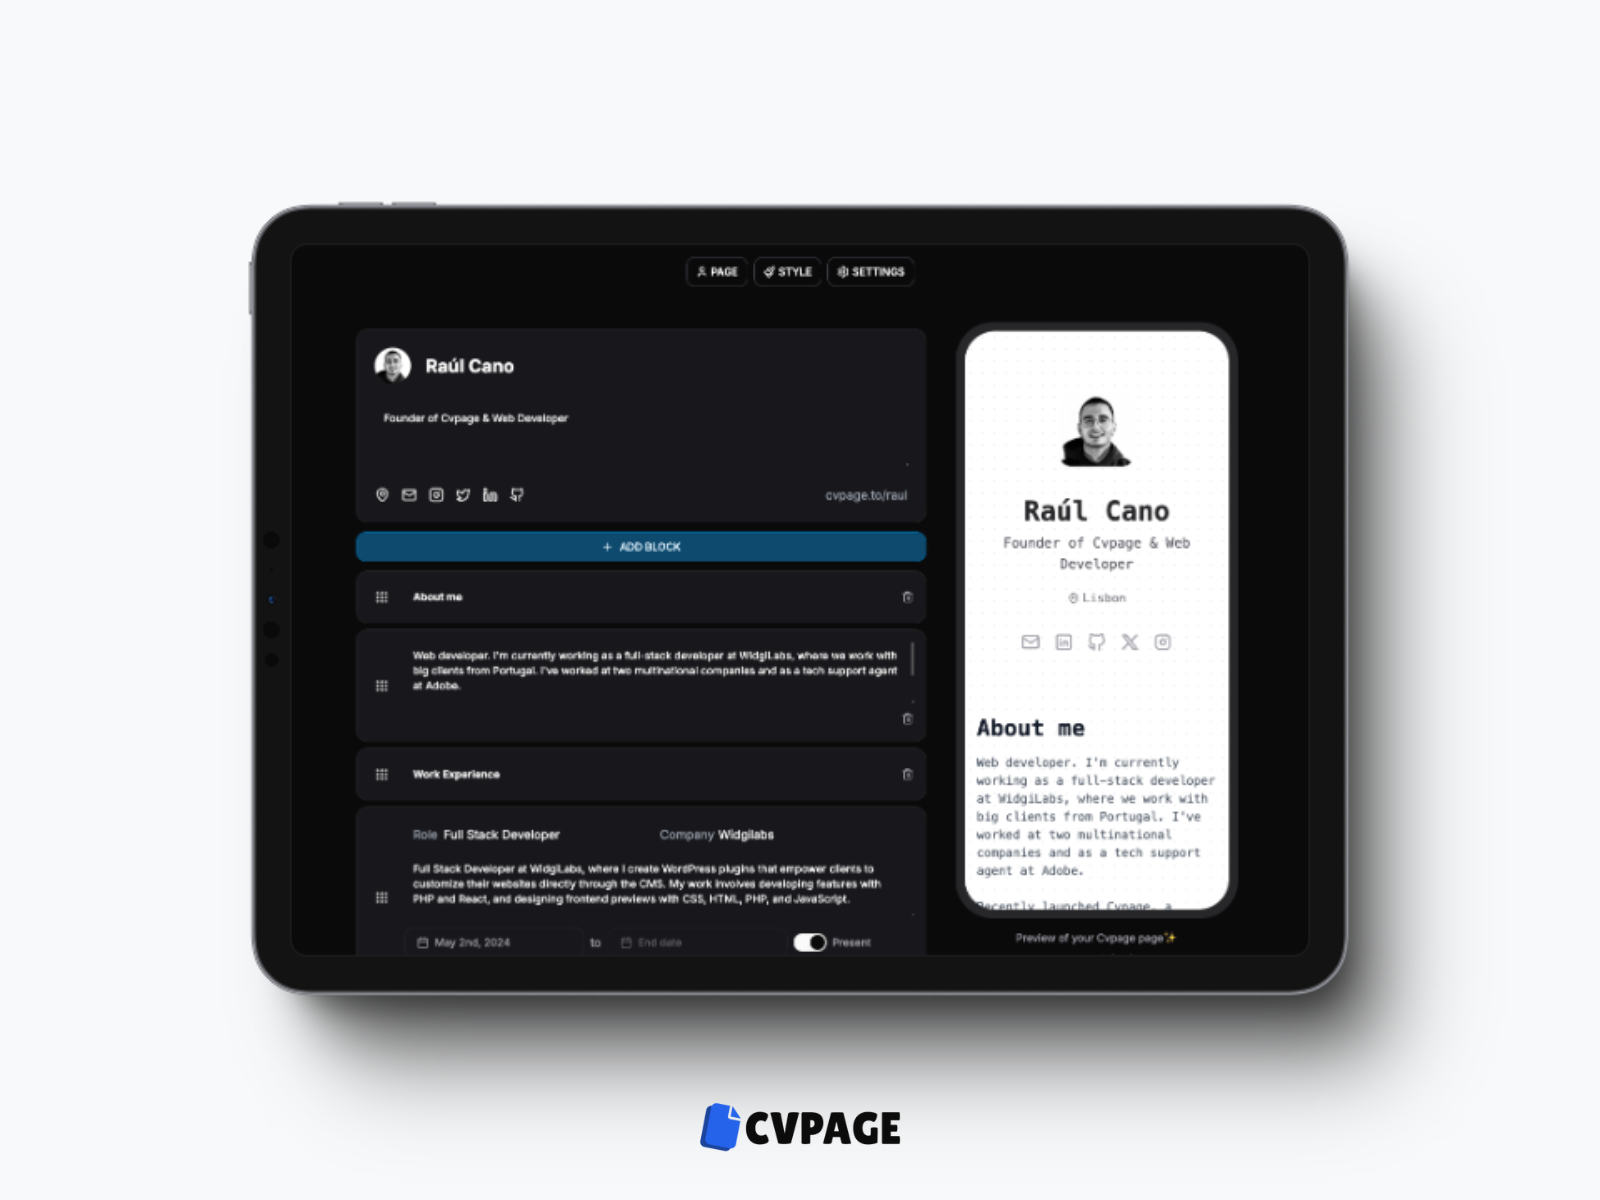 PAGE
STYLE
SETTINGS
Raúl Cano
Founder of Cvpage & Web Developer
cvpage.to/raul
+ ADD BLOCK
About me
Web developer. I'm currently working as a full-stack developer at WidgiLabs, where we work with
big clients from Portugal. I've worked at two multinational companies and as a tech support agent
at Adobe.
Work Experience
Role Full Stack Developer
Company Widgilabs
Full Stack Developer at WidgiLabs, where I create WordPress plugins that empower clients to
customize their websites directly through the CMS. My work involves developing features with
PHP and React, and designing frontend previews with CSS, HTML, PHP, and JavaScript.
May 2nd, 2024
to
End date
Present
Raúl Cano
Founder of Cvpage & Web
Developer
Lisbon
About me
Web developer. I'm currently
working as a full-stack developer
at WidgiLabs, where we work with
big clients from Portugal. I've
worked at two multinational
companies and as a tech support
agent at Adobe.
Recently launched Cvpage, a
Preview of your Cvpage page✨
CVPAGE